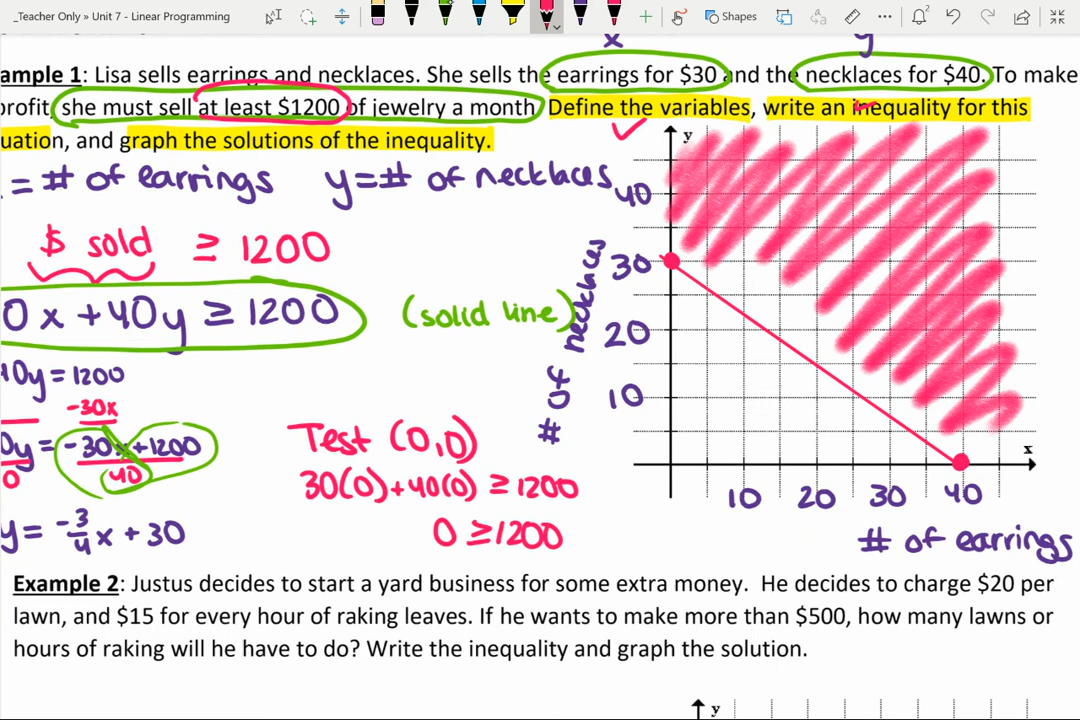 _Teacher Only » Unit 7 - Linear Programming
Shapes
2
x
y
ample 1: Lisa sells earrings and necklaces. She sells the earrings for $30 and the necklaces for $40. To make
profit, she must sell at least $1200 of jewelry a month. Define the variables, write an inequality for this
uation, and graph the solutions of the inequality.
= # of earrings y=# of necklaces
$ sold ≥ 1200
0x +40y ≥ 1200 (solid line)
40y = 1200
-30x
0y = -30x+1200
0 40
y= -3/4 x + 30
Test (0,0)
30(0)+40(0) ≥ 1200
0 ≥1200
y
40
30
20
10
# of necklaces
x
10 20 30 40
# of earrings
Example 2: Justus decides to start a yard business for some extra money. He decides to charge $20 per
lawn, and $15 for every hour of raking leaves. If he wants to make more than $500, how many lawns or
hours of raking will he have to do? Write the inequality and graph the solution.
y